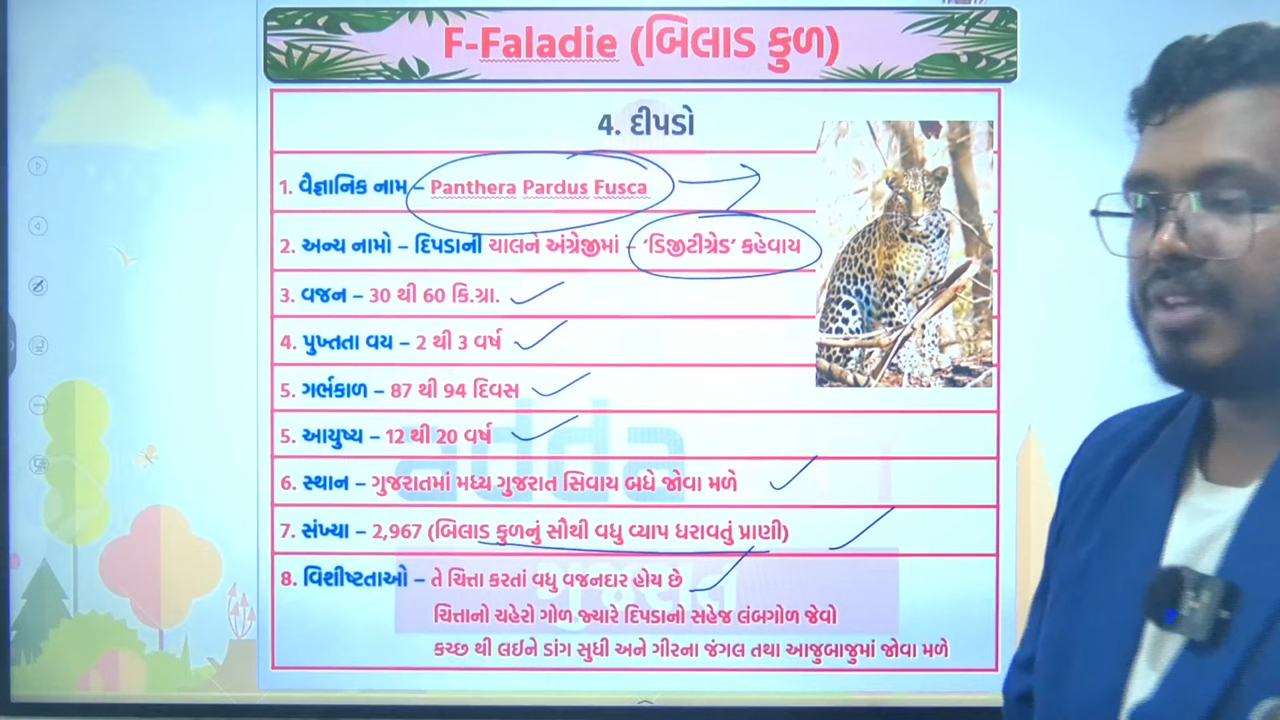 F-Faladie (બિલાડ કુળ)
4. દીપડો
1. વૈજ્ઞાનિક નામ – Panthera Pardus Fusca
2. અન્ય નામો – દિપડાની ચાલને અંગ્રેજીમાં – ‘ડિજીટીગ્રેડ’ કહેવાય
3. વજન – 30 થી 60 કિ.ગ્રા.
4. પુખ્તતા વય – 2 થી 3 વર્ષ
5. ગર્ભકાળ – 87 થી 94 દિવસ
5. આયુષ્ય – 12 થી 20 વર્ષ
6. સ્થાન – ગુજરાતમાં મધ્ય ગુજરાત સિવાય બધે જોવા મળે
7. સંખ્યા – 2,967 (બિલાડ કુળનું સૌથી વધુ વ્યાપ ધરાવતું પ્રાણી)
8. વિશીષ્ટતાઓ – તે ચિત્તા કરતાં વધુ વજનદાર હોય છે
ચિત્તાનો ચહેરો ગોળ જ્યારે દિપડાનો સહેજ લંબગોળ જેવો
કચ્છ થી લઈને ડાંગ સુધી અને ગીરના જંગલ તથા આજુબાજુમાં જોવા મળે
adda
ગુજરાત